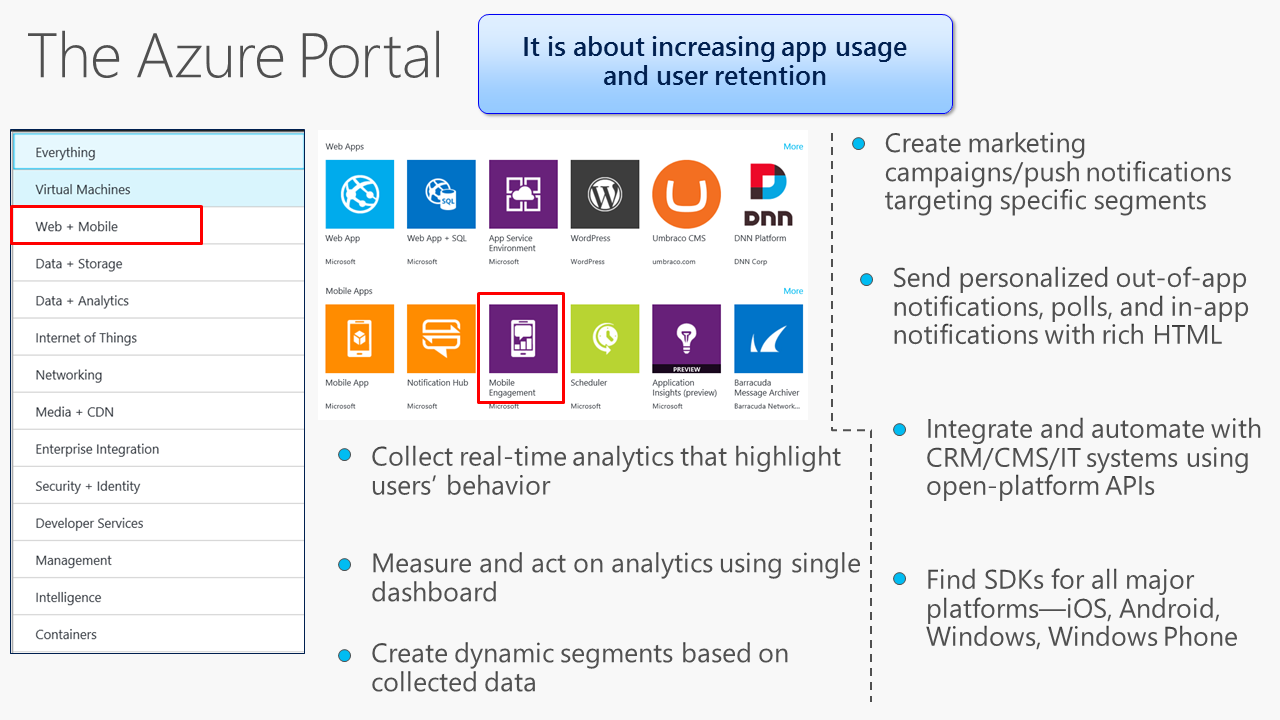 The Azure Portal
It is about increasing app usage
and user retention
Everything
Virtual Machines
Web + Mobile
Data + Storage
Data + Analytics
Internet of Things
Networking
Media + CDN
Enterprise Integration
Security + Identity
Developer Services
Management
Intelligence
Containers
Web Apps
More
SQL
DNN
Web App
Web App + SQL
App Service
Environment
WordPress
Umbraco CMS
DNN Platform
Microsoft
Microsoft
Microsoft
WordPress
umbraco.com
DNN Corp
Mobile Apps
More
PREVIEW
Mobile App
Notification Hub
Mobile
Engagement
Scheduler
Application
Insights (preview)
Barracuda
Message Archiver
Microsoft
Microsoft
Microsoft
Microsoft
Microsoft
Barracuda Network...
Collect real-time analytics that highlight
users’ behavior
Measure and act on analytics using single
dashboard
Create dynamic segments based on
collected data
Create marketing
campaigns/push notifications
targeting specific segments
Send personalized out-of-app
notifications, polls, and in-app
notifications with rich HTML
Integrate and automate with
CRM/CMS/IT systems using
open-platform APIs
Find SDKs for all major
platforms—iOS, Android,
Windows, Windows Phone